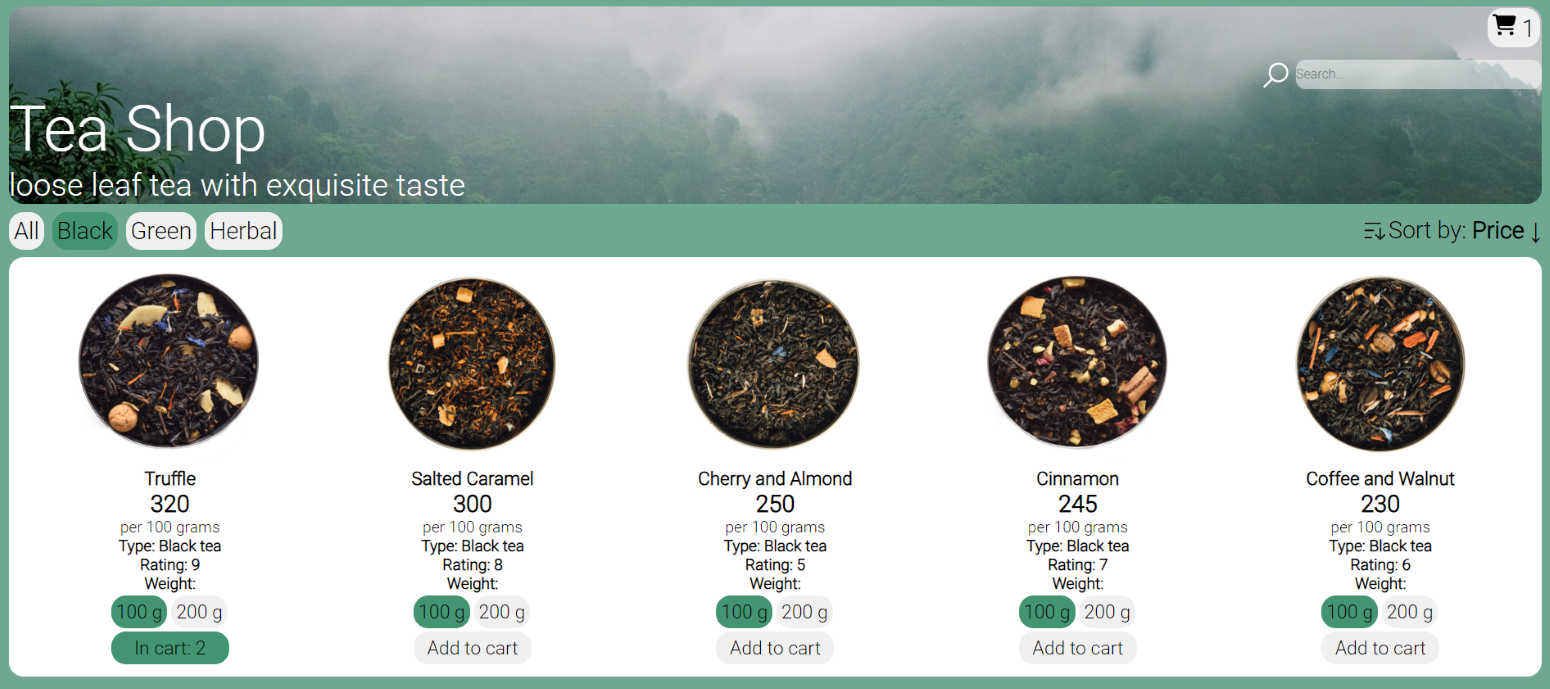 1
Search...
Tea Shop
loose leaf tea with exquisite taste
All Black Green Herbal Sort by: Price ↓
Truffle
320
per 100 grams
Type: Black tea
Rating: 9
Weight:
100 g 200 g
In cart: 2
Salted Caramel
300
per 100 grams
Type: Black tea
Rating: 8
Weight:
100 g 200 g
Add to cart
Cherry and Almond
250
per 100 grams
Type: Black tea
Rating: 5
Weight:
100 g 200 g
Add to cart
Cinnamon
245
per 100 grams
Type: Black tea
Rating: 7
Weight:
100 g 200 g
Add to cart
Coffee and Walnut
230
per 100 grams
Type: Black tea
Rating: 6
Weight:
100 g 200 g
Add to cart